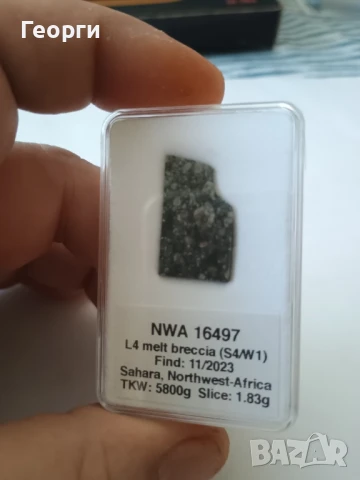 Георги
NWA 16497
L4 melt breccia (S4/W1)
Find: 11/2023
Sahara, Northwest-Africa
TKW: 5800g Slice: 1.83g
BAZAR